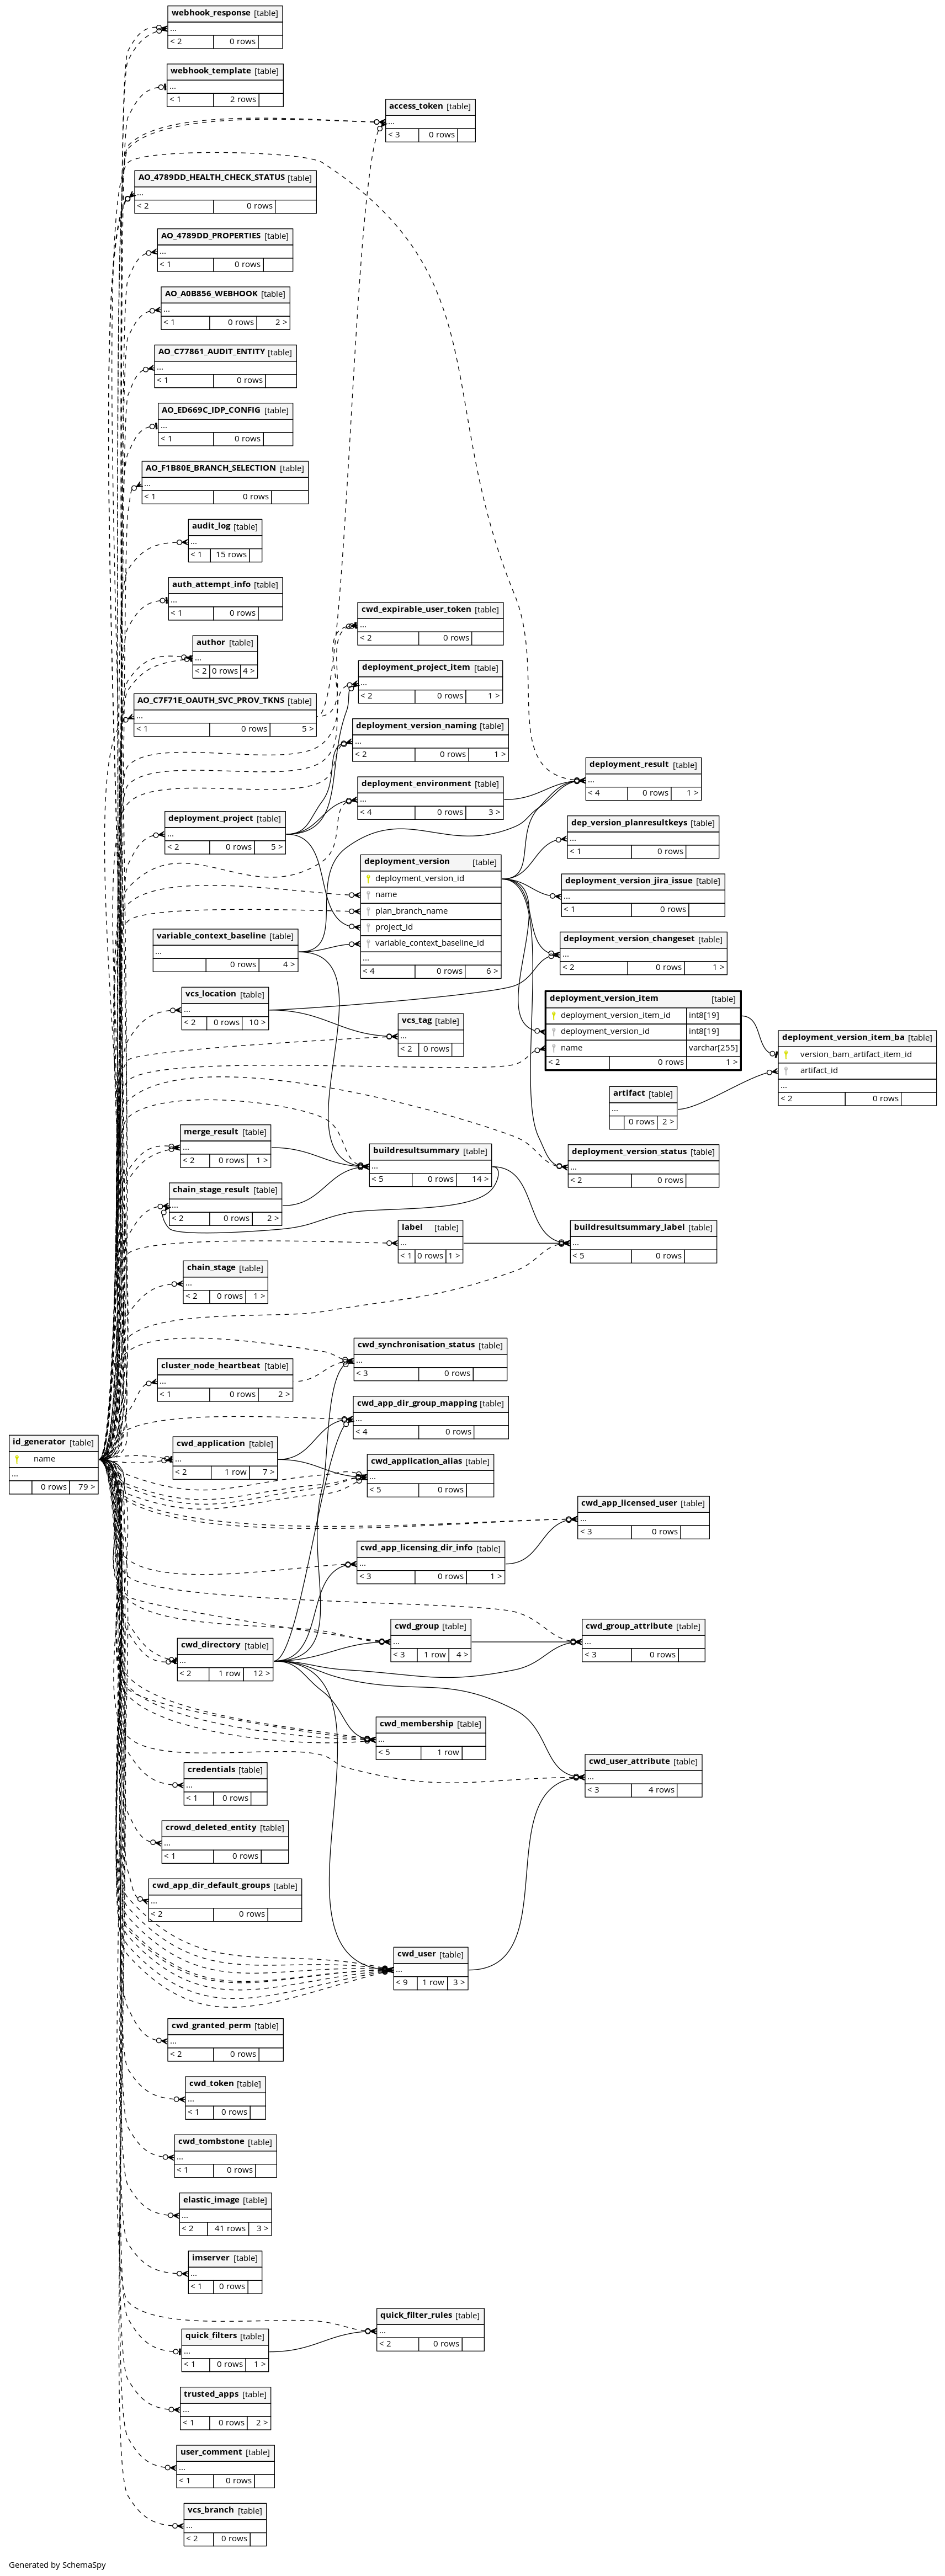 webhook_response [table]
...
< 2 0 rows
webhook_template [table]
...
< 1 2 rows
access_token [table]
...
< 3 0 rows
AO_4789DD_HEALTH_CHECK_STATUS [table]
...
< 2 0 rows
AO_4789DD_PROPERTIES [table]
...
< 1 0 rows
AO_A0B856_WEBHOOK [table]
...
< 1 0 rows 2 >
AO_C77861_AUDIT_ENTITY [table]
...
< 1 0 rows
AO_ED669C_IDP_CONFIG [table]
...
< 1 0 rows
AO_F1B80E_BRANCH_SELECTION [table]
...
< 1 0 rows
audit_log [table]
...
< 1 15 rows
auth_attempt_info [table]
...
< 1 0 rows
cwd_expirable_user_token [table]
...
< 2 0 rows
author [table]
...
< 2 0 rows 4 >
deployment_project_item [table]
...
< 2 0 rows 1 >
AO_C7F71E_OAUTH_SVC_PROV_TKNS [table]
...
< 1 0 rows 5 >
deployment_version_naming [table]
...
< 2 0 rows 1 >
deployment_result [table]
...
< 4 0 rows 1 >
deployment_environment [table]
...
< 4 0 rows 3 >
deployment_project [table]
...
< 2 0 rows 5 >
dep_version_planresultkeys [table]
...
< 1 0 rows
deployment_version [table]
deployment_version_id
name
plan_branch_name
project_id
variable_context_baseline_id
...
< 4 0 rows 6 >
deployment_version_jira_issue [table]
...
< 1 0 rows
variable_context_baseline [table]
...
0 rows 4 >
deployment_version_changeset [table]
...
< 2 0 rows 1 >
vcs_location [table]
...
< 2 0 rows 10 >
deployment_version_item [table]
deployment_version_item_id int8[19]
deployment_version_id int8[19]
name varchar[255]
< 2 0 rows 1 >
vcs_tag [table]
...
< 2 0 rows
deployment_version_item_ba [table]
version_bam_artifact_item_id
artifact_id
...
< 2 0 rows
artifact [table]
...
0 rows 2 >
merge_result [table]
...
< 2 0 rows 1 >
buildresultsummary [table]
...
< 5 0 rows 14 >
deployment_version_status [table]
...
< 2 0 rows
chain_stage_result [table]
...
< 2 0 rows 2 >
label [table]
...
< 1 0 rows 1 >
buildresultsummary_label [table]
...
< 5 0 rows
chain_stage [table]
...
< 2 0 rows 1 >
cwd_synchronisation_status [table]
...
< 3 0 rows
cluster_node_heartbeat [table]
...
< 1 0 rows 2 >
cwd_app_dir_group_mapping [table]
...
< 4 0 rows
id_generator [table]
name
...
0 rows 79 >
cwd_application [table]
...
< 2 1 row 7 >
cwd_application_alias [table]
...
< 5 0 rows
cwd_app_licensed_user [table]
...
< 3 0 rows
cwd_app_licensing_dir_info [table]
...
< 3 0 rows 1 >
cwd_group [table]
...
< 3 1 row 4 >
cwd_group_attribute [table]
...
< 3 0 rows
cwd_directory [table]
...
< 2 1 row 12 >
cwd_membership [table]
...
< 5 1 row
cwd_user_attribute [table]
...
< 3 4 rows
credentials [table]
...
< 1 0 rows
crowd_deleted_entity [table]
...
< 1 0 rows
cwd_app_dir_default_groups [table]
...
< 2 0 rows
cwd_user [table]
...
< 9 1 row 3 >
cwd_granted_perm [table]
...
< 2 0 rows
cwd_token [table]
...
< 1 0 rows
cwd_tombstone [table]
...
< 1 0 rows
elastic_image [table]
...
< 2 41 rows 3 >
imserver [table]
...
< 1 0 rows
quick_filter_rules [table]
...
< 2 0 rows
quick_filters [table]
...
< 1 0 rows 1 >
trusted_apps [table]
...
< 1 0 rows 2 >
user_comment [table]
...
< 1 0 rows
vcs_branch [table]
...
< 2 0 rows
Generated by SchemaSpy